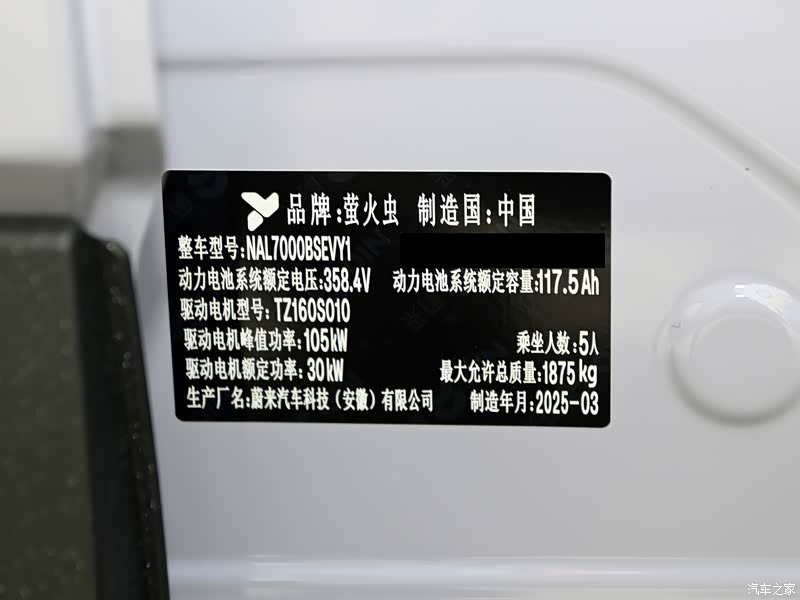 品牌:萤火虫 制造国:中国
整车型号:NAL7000BSEVY1
动力电池系统额定电压:358.4V 动力电池系统额定容量:117.5Ah
驱动电机型号:TZ160S010
驱动电机峰值功率:105kW 乘坐人数:5人
驱动电机额定功率:30kW 最大允许总质量:1875kg
生产厂名:蔚来汽车科技(安徽)有限公司 制造年月:2025-03
汽车之家